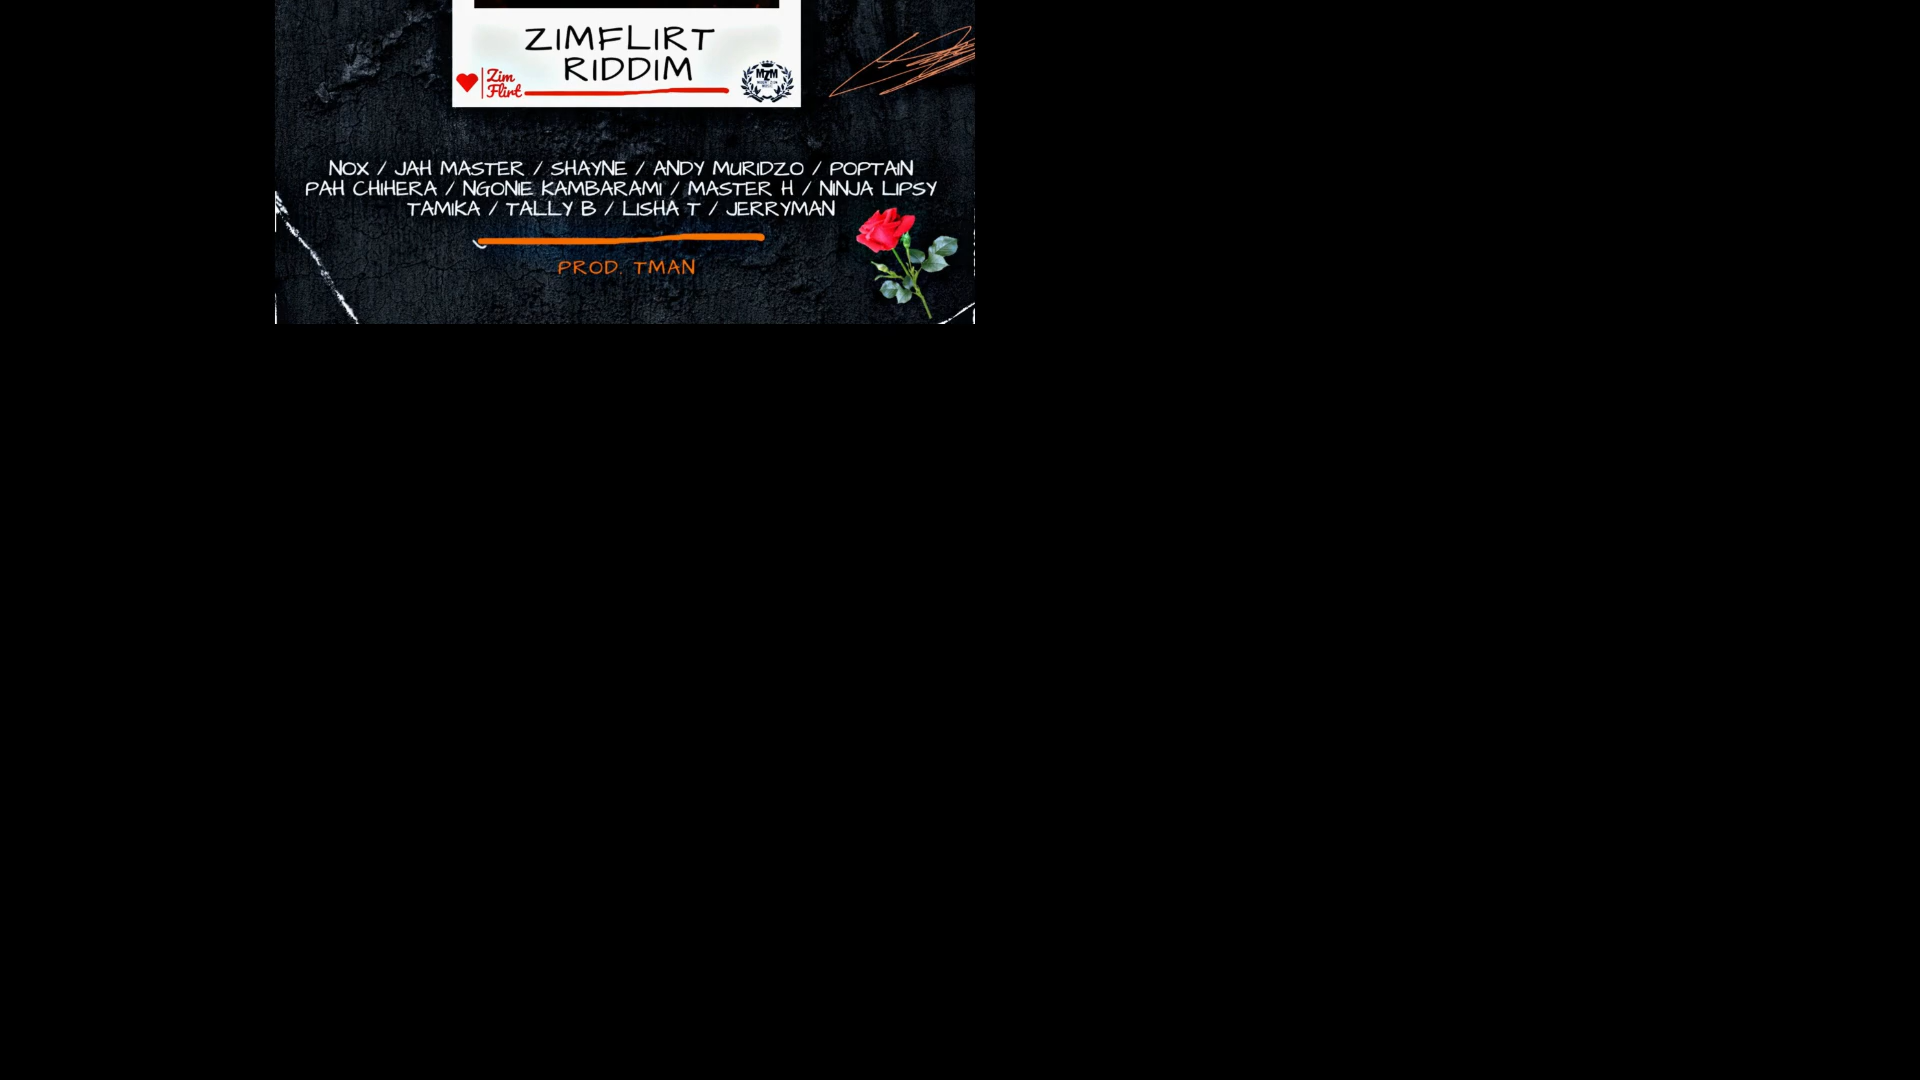 ZIMFLIRT
RIDDIM
Zim
Flirt
MZM
NOX / JAH MASTER / SHAYNE / ANDY MURIDZO / POPTAIN
PAH CHIHERA / NGONIE KAMBARAMI / MASTER H / NINJA LIPSY
TAMIKA / TALLY B / LISHA T / JERRYMAN
PROD. TMAN